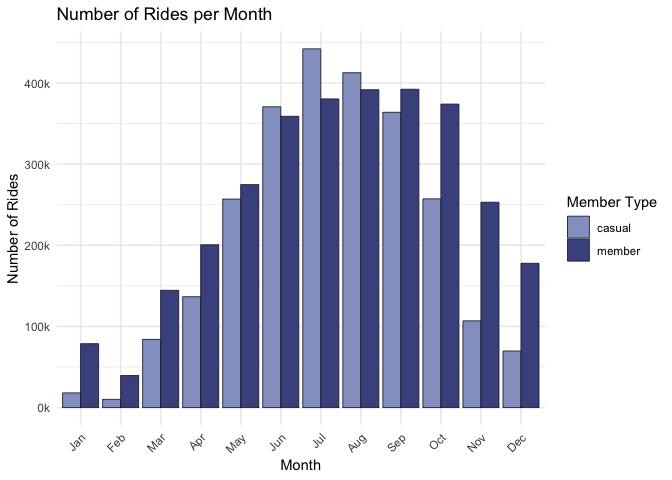 Number of Rides per Month
Number of Rides
400k
300k
200k
100k
0k
Jan
Feb
Mar
Apr
May
Jun
Jul
Aug
Sep
Oct
Nov
Dec
Month
Member Type
casual
member